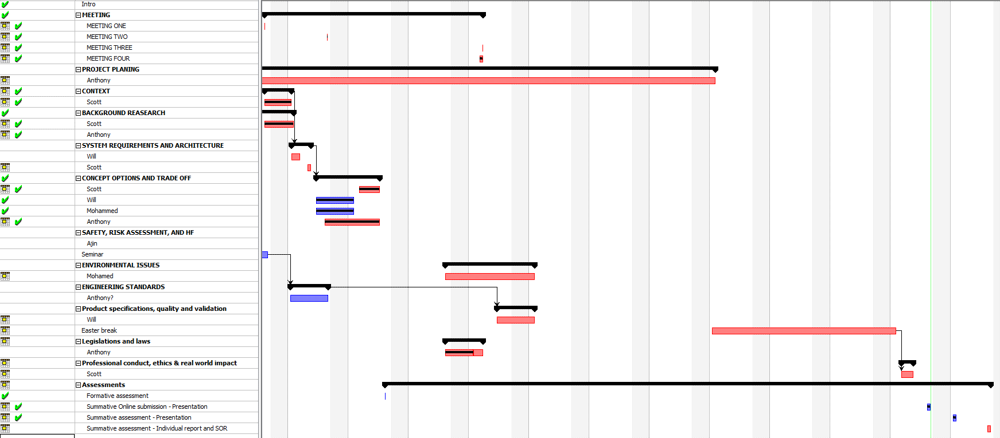 Intro
MEETING
MEETING ONE
MEETING TWO
MEETING THREE
MEETING FOUR
PROJECT PLANING
Anthony
CONTEXT
Scott
BACKGROUND REASEARCH
Scott
Anthony
SYSTEM REQUIREMENTS AND ARCHITECTURE
Will
Scott
CONCEPT OPTIONS AND TRADE OFF
Scott
Will
Mohammed
Anthony
SAFETY, RISK ASSESSMENT, AND HF
Ajin
Seminar
ENVIRONMENTAL ISSUES
Mohamed
ENGINEERING STANDARDS
Anthony?
Product specifications, quality and validation
Will
Easter break
Legislations and laws
Anthony
Professional conduct, ethics & real world impact
Scott
Assessments
Formative assessment
Summative Online submission - Presentation
Summative assessment - Presentation
Summative assessment - Individual report and SOR